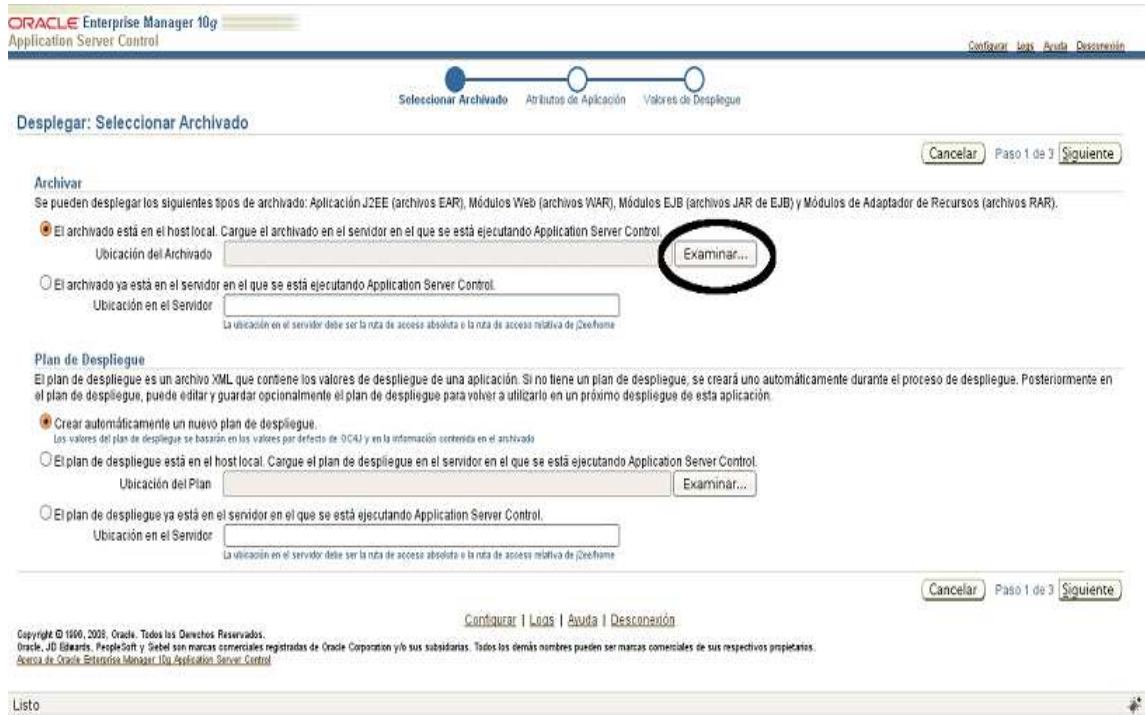 ORACLE Enterprise Manager 10g
Application Server Control
Configurar Logs Ayuda Desconexión
Seleccionar Archivado Atributos de Aplicación Valores de Despliegue
Desplegar: Seleccionar Archivado
Cancelar Paso 1 de 3 Siguiente
Archivar
Se pueden desplegar los siguientes tipos de archivado: Aplicación J2EE (archivos EAR), Módulos Web (archivos WAR), Módulos EJB (archivos JAR de EJB) y Módulos de Adaptador de Recursos (archivos RAR).
El archivado está en el host local. Cargue el archivado en el servidor en el que se está ejecutando Application Server Control.
Ubicación del Archivado Examinar...
El archivado ya está en el servidor en el que se está ejecutando Application Server Control.
Ubicación en el Servidor
La ubicación en el servidor debe ser la ruta de acceso absoluta o la ruta de acceso relativa de j2ee/home
Plan de Despliegue
El plan de despliegue es un archivo XML que contiene los valores de despliegue de una aplicación. Si no tiene un plan de despliegue, se creará uno automáticamente durante el proceso de despliegue. Posteriormente en
el plan de despliegue, puede editar y guardar opcionalmente el plan de despliegue para volver a utilizarlo en un próximo despliegue de esta aplicación.
Crear automáticamente un nuevo plan de despliegue.
Los valores del plan de despliegue se basarán en los valores por defecto de OC4J y en la información contenida en el archivado
El plan de despliegue está en el host local. Cargue el plan de despliegue en el servidor en el que se está ejecutando Application Server Control.
Ubicación del Plan Examinar...
El plan de despliegue ya está en el servidor en el que se está ejecutando Application Server Control.
Ubicación en el Servidor
La ubicación en el servidor debe ser la ruta de acceso absoluta o la ruta de acceso relativa de j2ee/home
Cancelar Paso 1 de 3 Siguiente
Configurar | Logs | Ayuda | Desconexión
Copyright © 1996, 2008, Oracle. Todos los Derechos Reservados.
Oracle, JD Edwards, PeopleSoft y Siebel son marcas comerciales registradas de Oracle Corporation y/o sus subsidiarias. Todos los demás nombres pueden ser marcas comerciales de sus respectivos propietarios.
Acerca de Oracle Enterprise Manager 10g Application Server Control
Listo